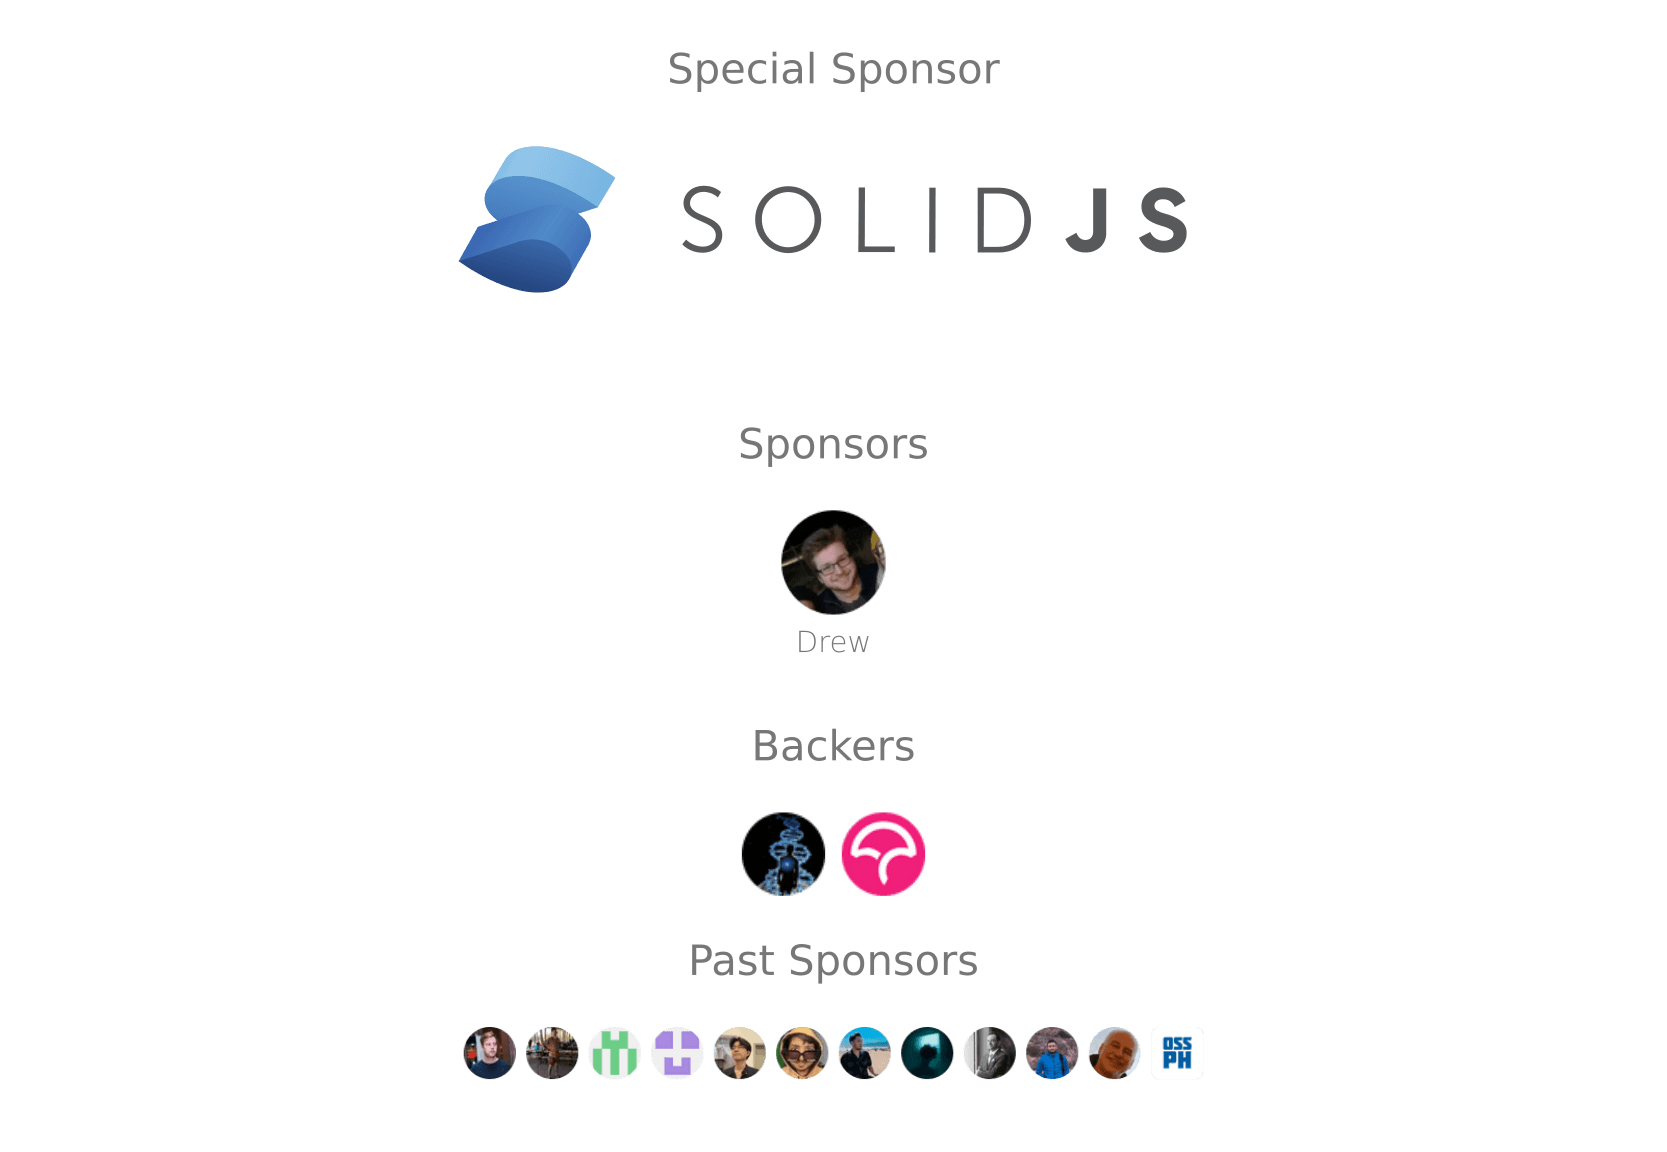 Special Sponsor
SOLIDJS
Sponsors
Drew
Backers
Past Sponsors
OSS
PH